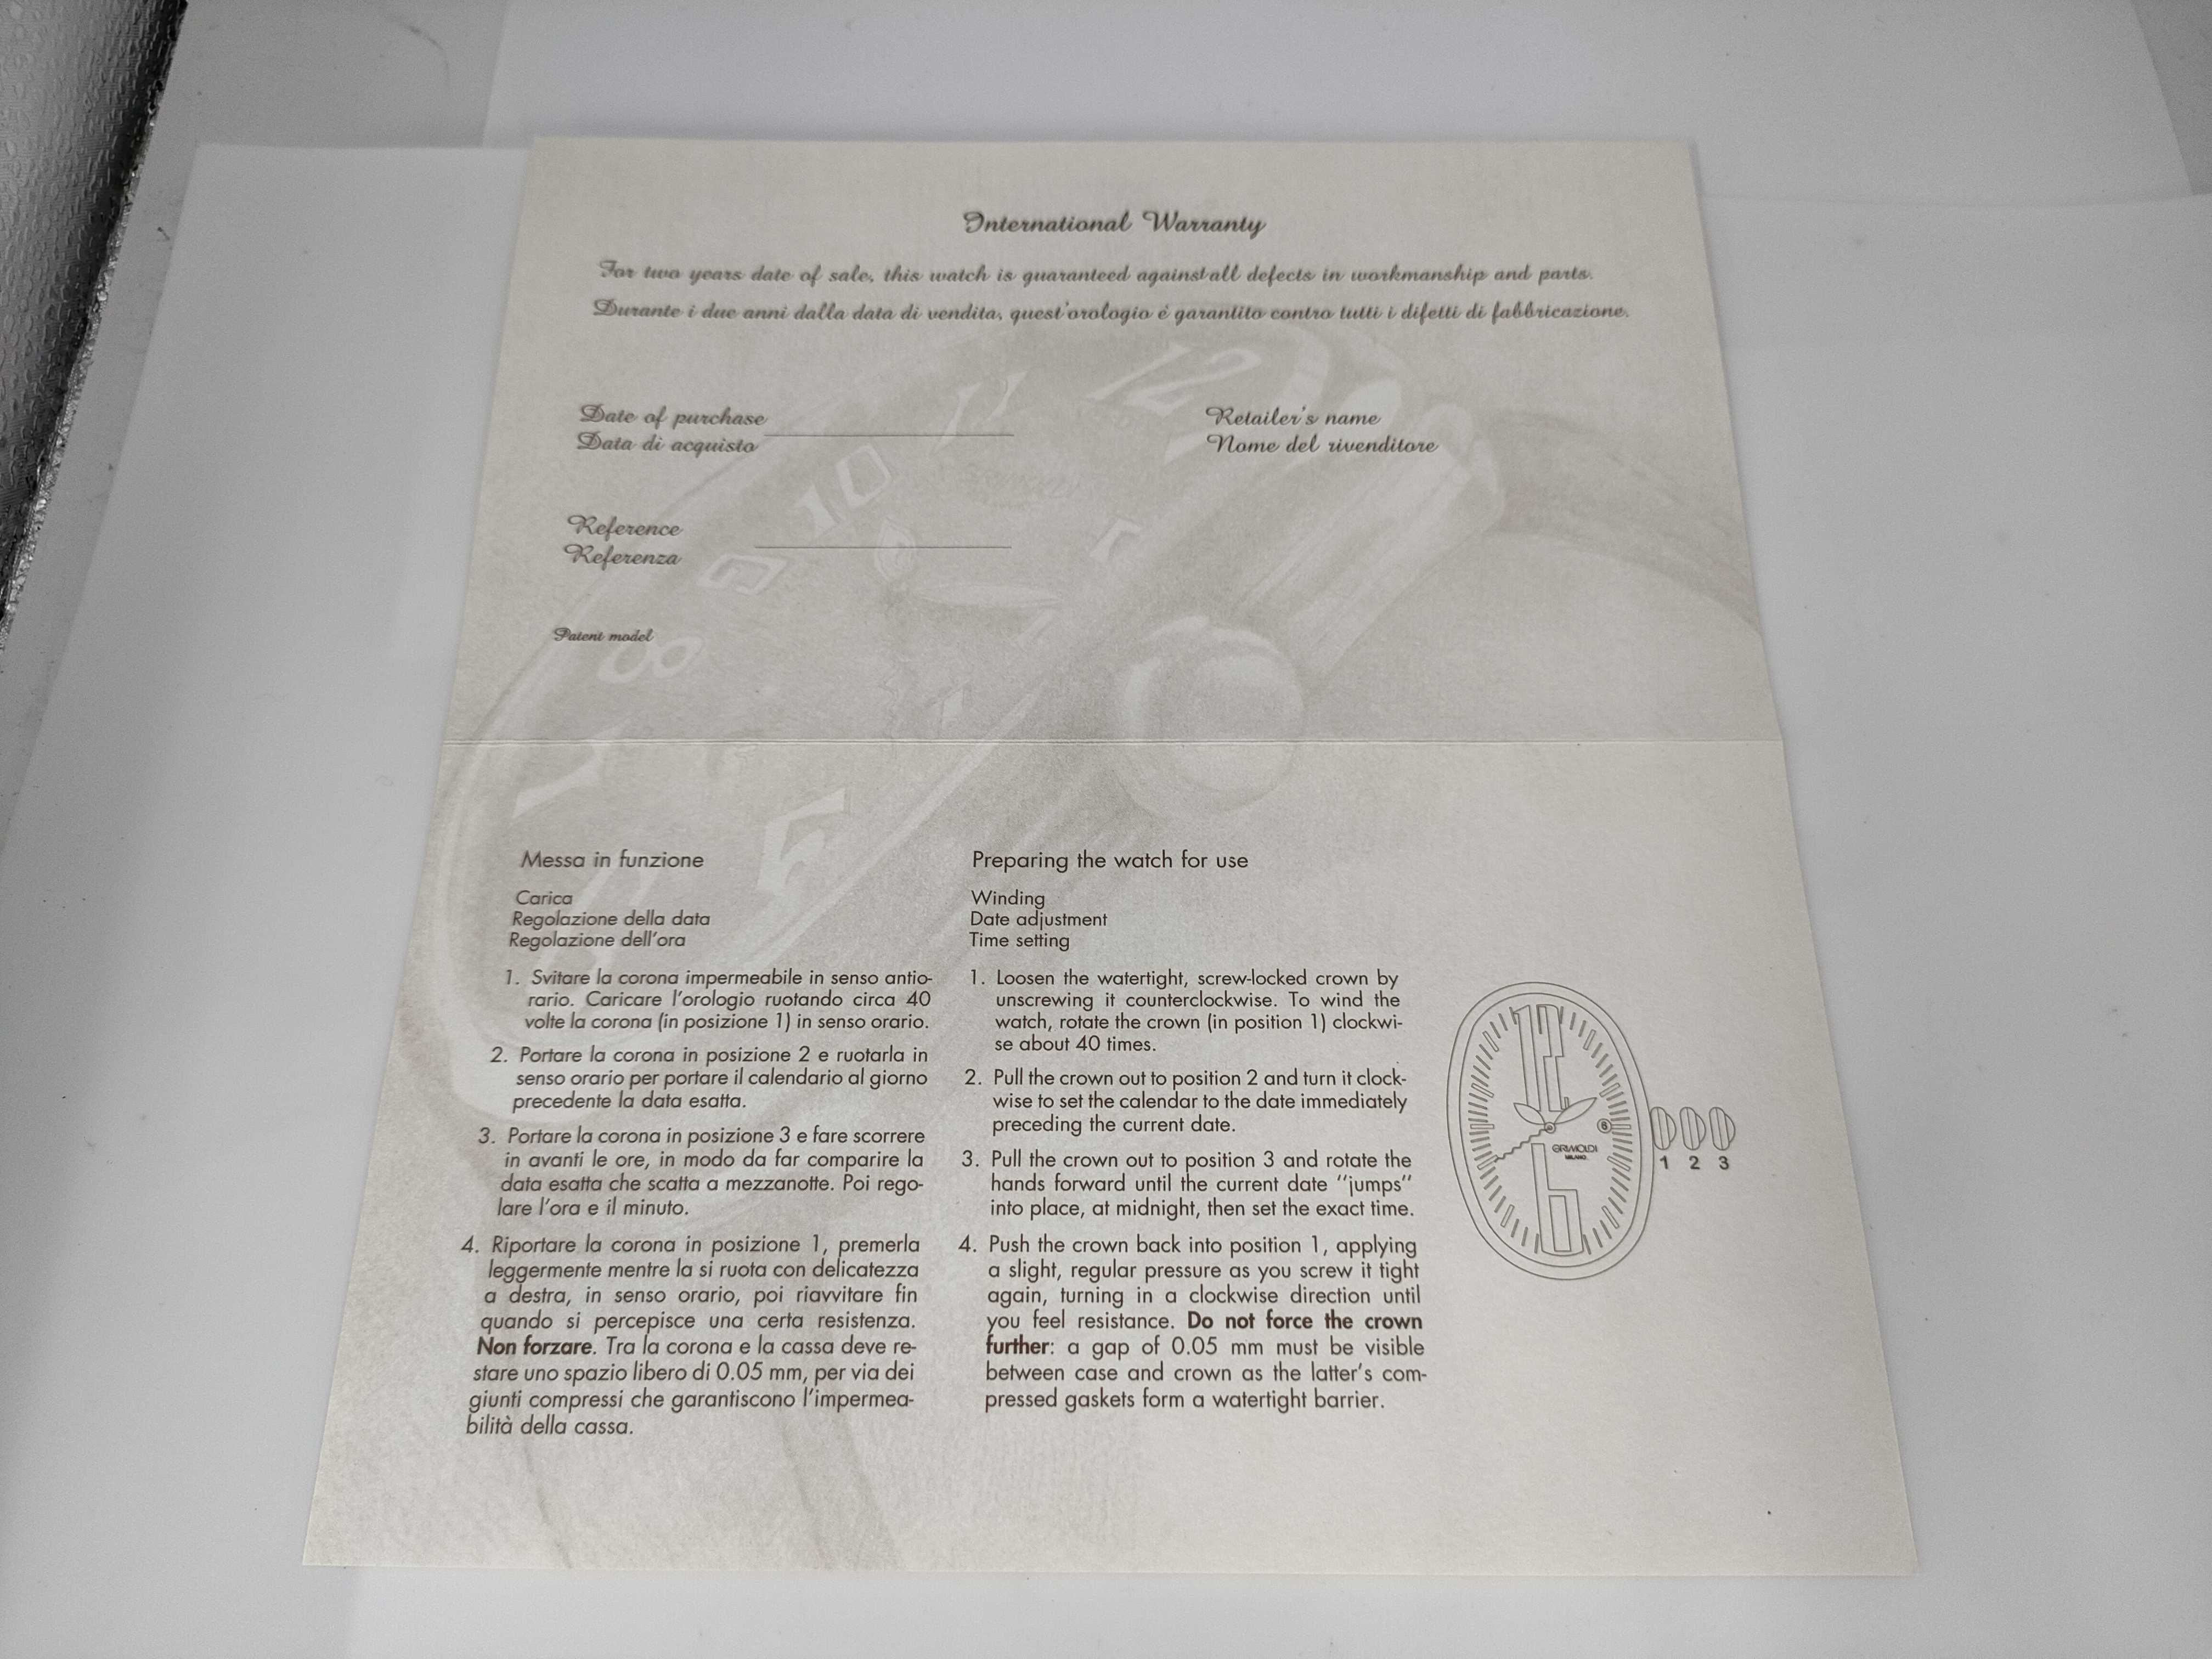 International Warranty
For two years date of sale, this watch is guaranteed against all defects in workmanship and parts.
Durante i due anni dalla data di vendita, quest'orologio é garantito contro tutti i difetti di fabbricazione.
Date of purchase
Data di acquisto
Retailer's name
Nome del rivenditore
Reference
Referenza
Patent model
12
11
10
9
8
7
5
Messa in funzione
Carica
Regolazione della data
Regolazione dell'ora
1. Svitare la corona impermeabile in senso antio-
rario. Caricare l'orologio ruotando circa 40
volte la corona (in posizione 1) in senso orario.
2. Portare la corona in posizione 2 e ruotarla in
senso orario per portare il calendario al giorno
precedente la data esatta.
3. Portare la corona in posizione 3 e fare scorrere
in avanti le ore, in modo da far comparire la
data esatta che scatta a mezzanotte. Poi rego-
lare l'ora e il minuto.
4. Riportare la corona in posizione 1, premerla
leggermente mentre la si ruota con delicatezza
a destra, in senso orario, poi riavvitare fin
quando si percepisce una certa resistenza.
Non forzare. Tra la corona e la cassa deve re-
stare uno spazio libero di 0.05 mm, per via dei
giunti compressi che garantiscono l'impermea-
bilità della cassa.
Preparing the watch for use
Winding
Date adjustment
Time setting
1. Loosen the watertight, screw-locked crown by
unscrewing it counterclockwise. To wind the
watch, rotate the crown (in position 1) clockwi-
se about 40 times.
2. Pull the crown out to position 2 and turn it clock-
wise to set the calendar to the date immediately
preceding the current date.
3. Pull the crown out to position 3 and rotate the
hands forward until the current date "jumps"
into place, at midnight, then set the exact time.
4. Push the crown back into position 1, applying
a slight, regular pressure as you screw it tight
again, turning in a clockwise direction until
you feel resistance. Do not force the crown
further: a gap of 0.05 mm must be visible
between case and crown as the latter's com-
pressed gaskets form a watertight barrier.
12
6
GRIMOLDI
MILANO
6
1 2 3